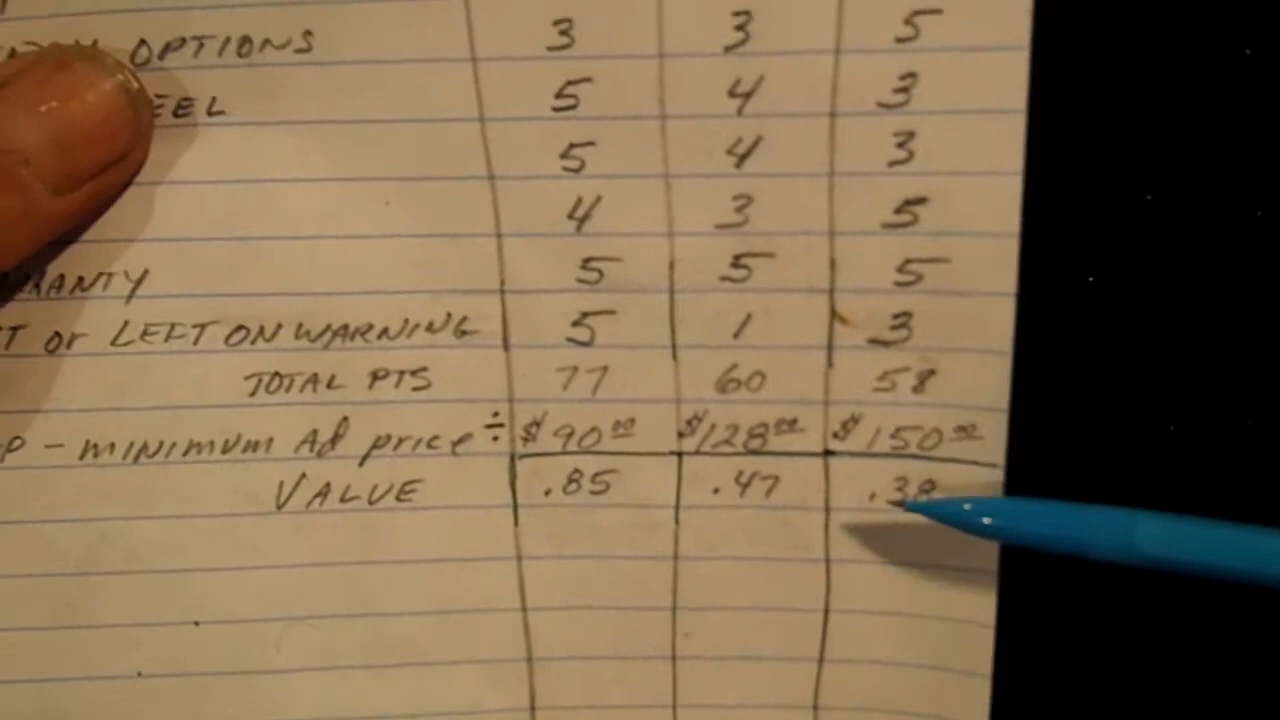 OPTIONS 3 3 5
EEL 5 4 3
5 4 3
4 3 5
RANTY 5 5 5
T or LEFT ON WARNING 5 1 3
TOTAL PTS 77 60 58
P - minimum Ad price ÷ $90.00 $128.00 $150.00
VALUE .85 .47 .38